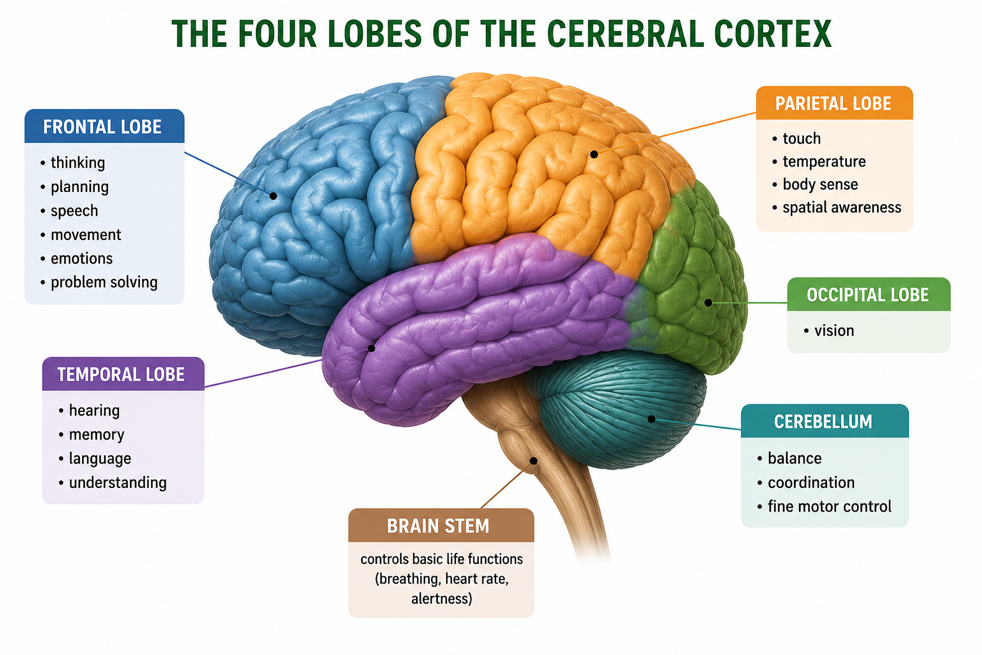 THE FOUR LOBES OF THE CEREBRAL CORTEX
FRONTAL LOBE
• thinking
• planning
• speech
• movement
• emotions
• problem solving
PARIETAL LOBE
• touch
• temperature
• body sense
• spatial awareness
OCCIPITAL LOBE
• vision
TEMPORAL LOBE
• hearing
• memory
• language
• understanding
CEREBELLUM
• balance
• coordination
• fine motor control
BRAIN STEM
controls basic life functions
(breathing, heart rate,
alertness)